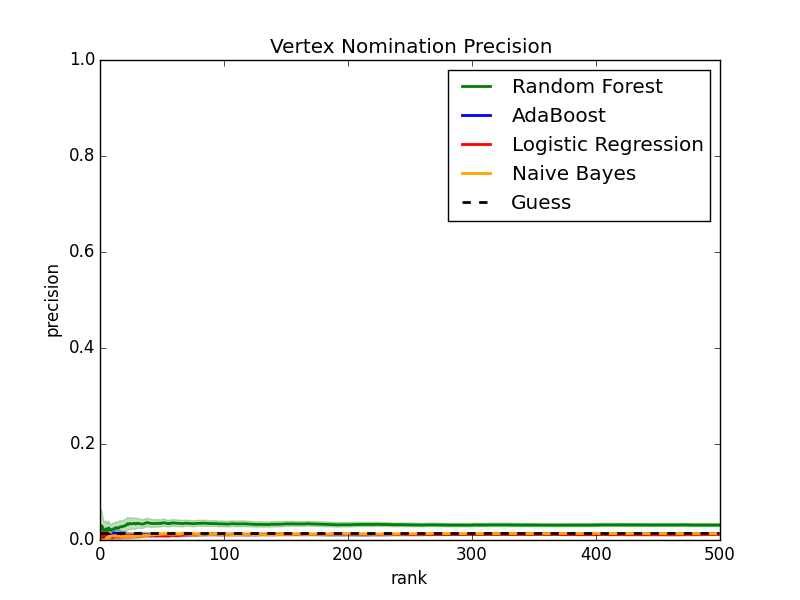 Vertex Nomination Precision
1.0
0.8
0.6
0.4
0.2
0.0
precision
Random Forest
AdaBoost
Logistic Regression
Naive Bayes
Guess
0 100 200 300 400 500
rank